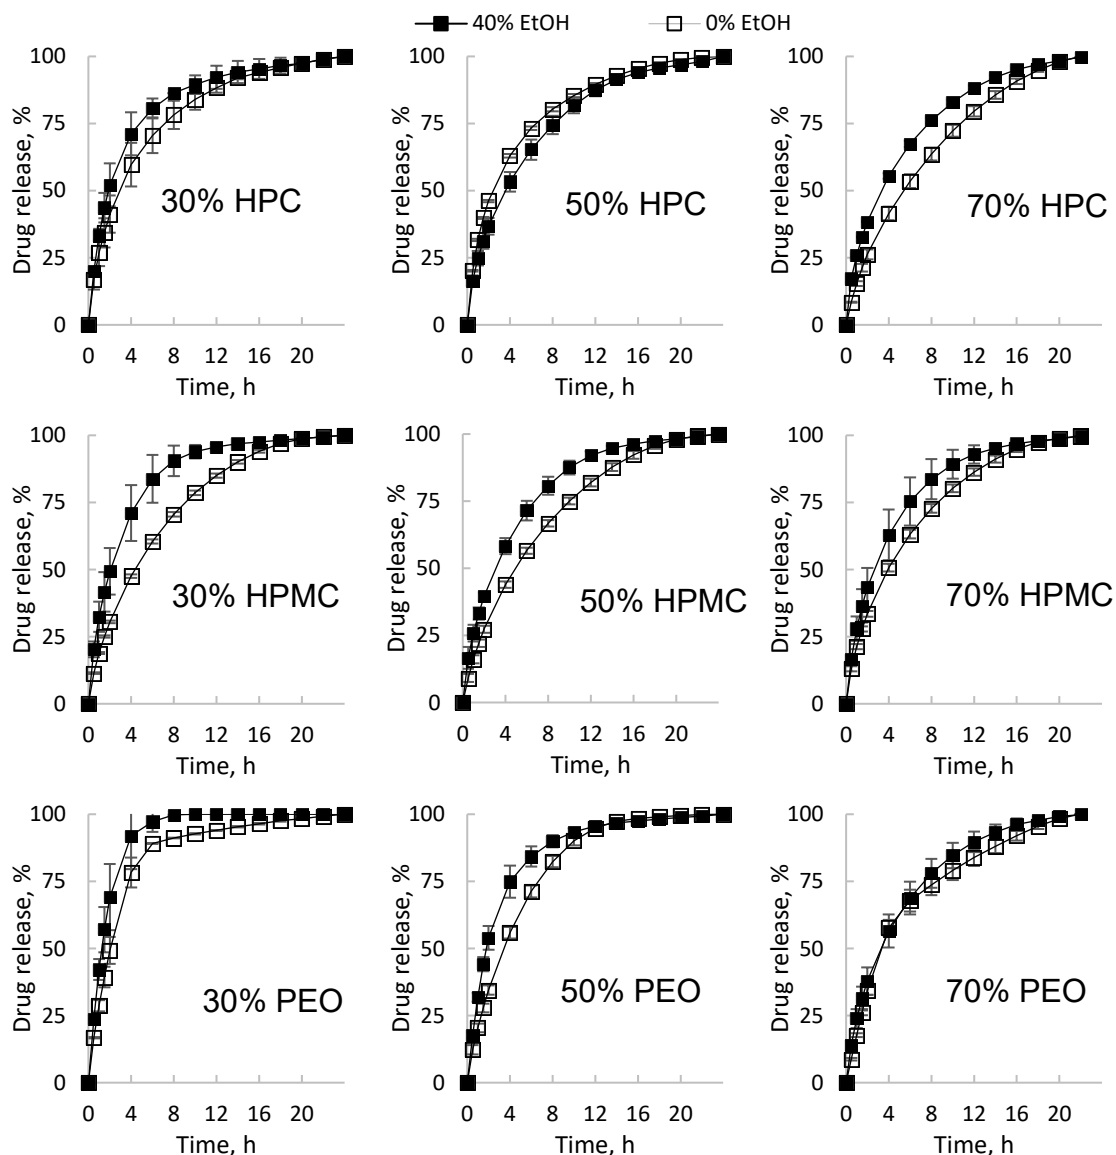 40% EtOH 0% EtOH
100 100 100
75 75 75
50 50 50
25 25 25
0 0 0
Drug release, % Drug release, % Drug release, %
30% HPC 50% HPC 70% HPC
0 4 8 12 16 20 0 4 8 12 16 20 0 4 8 12 16 20
Time, h Time, h Time, h
100 100 100
75 75 75
50 50 50
25 25 25
0 0 0
Drug release, % Drug release, % Drug release, %
30% HPMC 50% HPMC 70% HPMC
0 4 8 12 16 20 0 4 8 12 16 20 0 4 8 12 16 20
Time, h Time, h Time, h
100 100 100
75 75 75
50 50 50
25 25 25
0 0 0
Drug release, % Drug release, % Drug release, %
30% PEO 50% PEO 70% PEO
0 4 8 12 16 20 0 4 8 12 16 20 0 4 8 12 16 20
Time, h Time, h Time, h